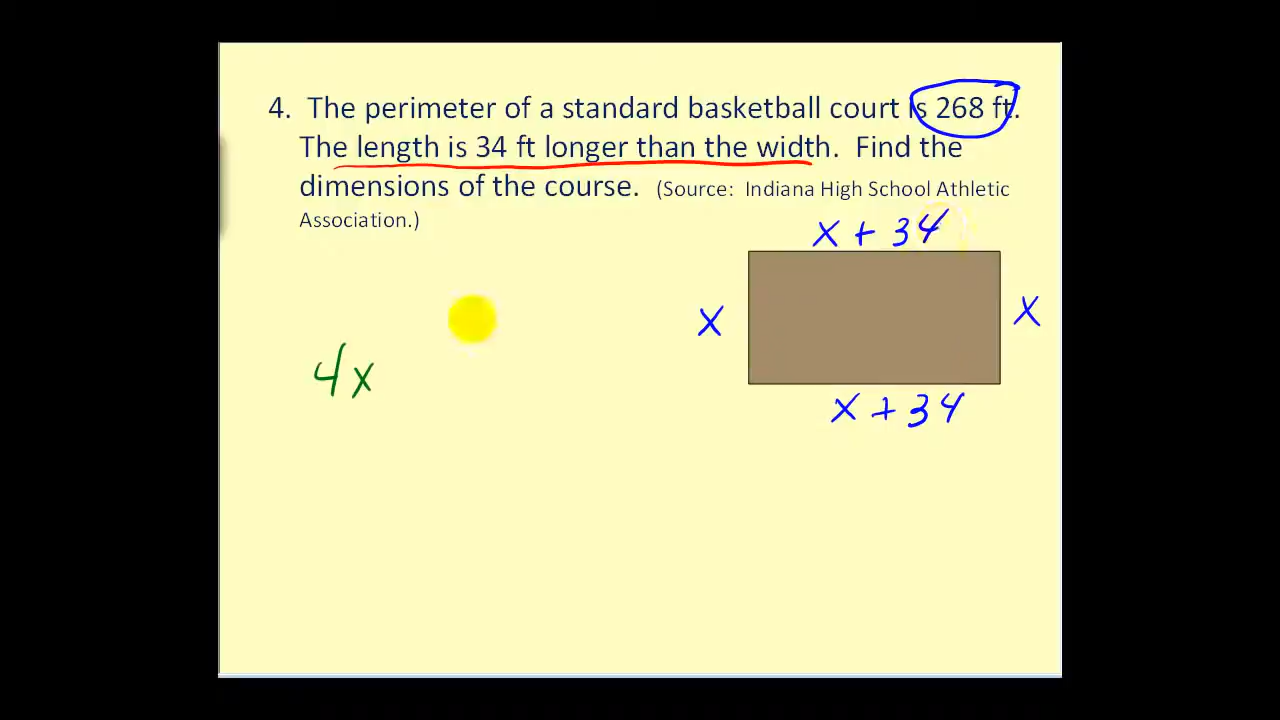 4. The perimeter of a standard basketball court is 268 ft.
The length is 34 ft longer than the width. Find the
dimensions of the course. (Source: Indiana High School Athletic
Association.)
x + 34
x
x
4x
x + 34